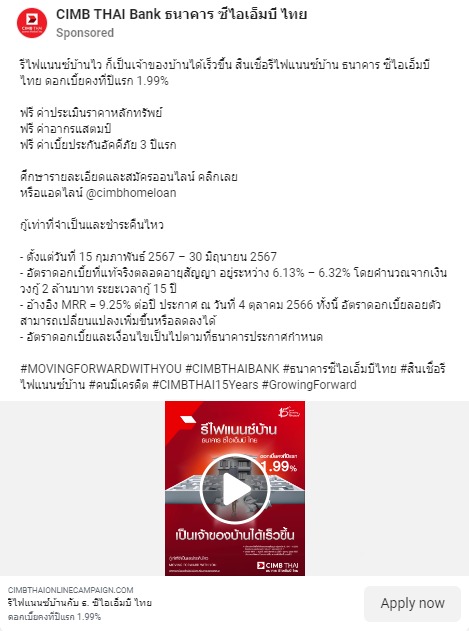 CIMB THAI Bank ธนาคาร ซีไอเอ็มบี ไทย
Sponsored
รีไฟแนนซ์บ้านไว ก็เป็นเจ้าของบ้านได้เร็วขึ้น สินเชื่อรีไฟแนนซ์บ้าน ธนาคาร ซีไอเอ็มบี
ไทย ดอกเบี้ยคงที่ปีแรก 1.99%
ฟรี ค่าประเมินราคาหลักทรัพย์
ฟรี ค่าอากรแสตมป์
ฟรี ค่าเบี้ยประกันอัคคีภัย 3 ปีแรก
ศึกษารายละเอียดและสมัครออนไลน์ คลิกเลย
หรือแอดไลน์ @cimbhomeloan
กู้เท่าที่จำเป็นและชำระคืนไหว
- ตั้งแต่วันที่ 15 กุมภาพันธ์ 2567 – 30 มิถุนายน 2567
- อัตราดอกเบี้ยที่แท้จริงตลอดอายุสัญญา อยู่ระหว่าง 6.13% – 6.32% โดยคำนวณจากเงิน
วงกู้ 2 ล้านบาท ระยะเวลากู้ 15 ปี
- อ้างอิง MRR = 9.25% ต่อปี ประกาศ ณ วันที่ 4 ตุลาคม 2566 ทั้งนี้ อัตราดอกเบี้ยลอยตัว
สามารถเปลี่ยนแปลงเพิ่มขึ้นหรือลดลงได้
- อัตราดอกเบี้ยและเงื่อนไขเป็นไปตามที่ธนาคารประกาศกำหนด
#MOVINGFORWARDWITHYOU #CIMBTHAIBANK #ธนาคารซีไอเอ็มบีไทย #สินเชื่อรี
ไฟแนนซ์บ้าน #คนมีเครดิต #CIMBTHAI15Years #GrowingForward
รีไฟแนนซ์บ้าน
ธนาคาร ซีไอเอ็มบี ไทย
ดอกเบี้ยคงที่ปีแรก
1.99%
เป็นเจ้าของบ้านได้เร็วขึ้น
MOVING FORWARD WITH YOU
CIMB THAI
CIMBTHAIONLINECAMPAIGN.COM
รีไฟแนนซ์บ้านกับ ธ. ซีไอเอ็มบี ไทย
ดอกเบี้ยคงที่ปีแรก 1.99%
Apply now